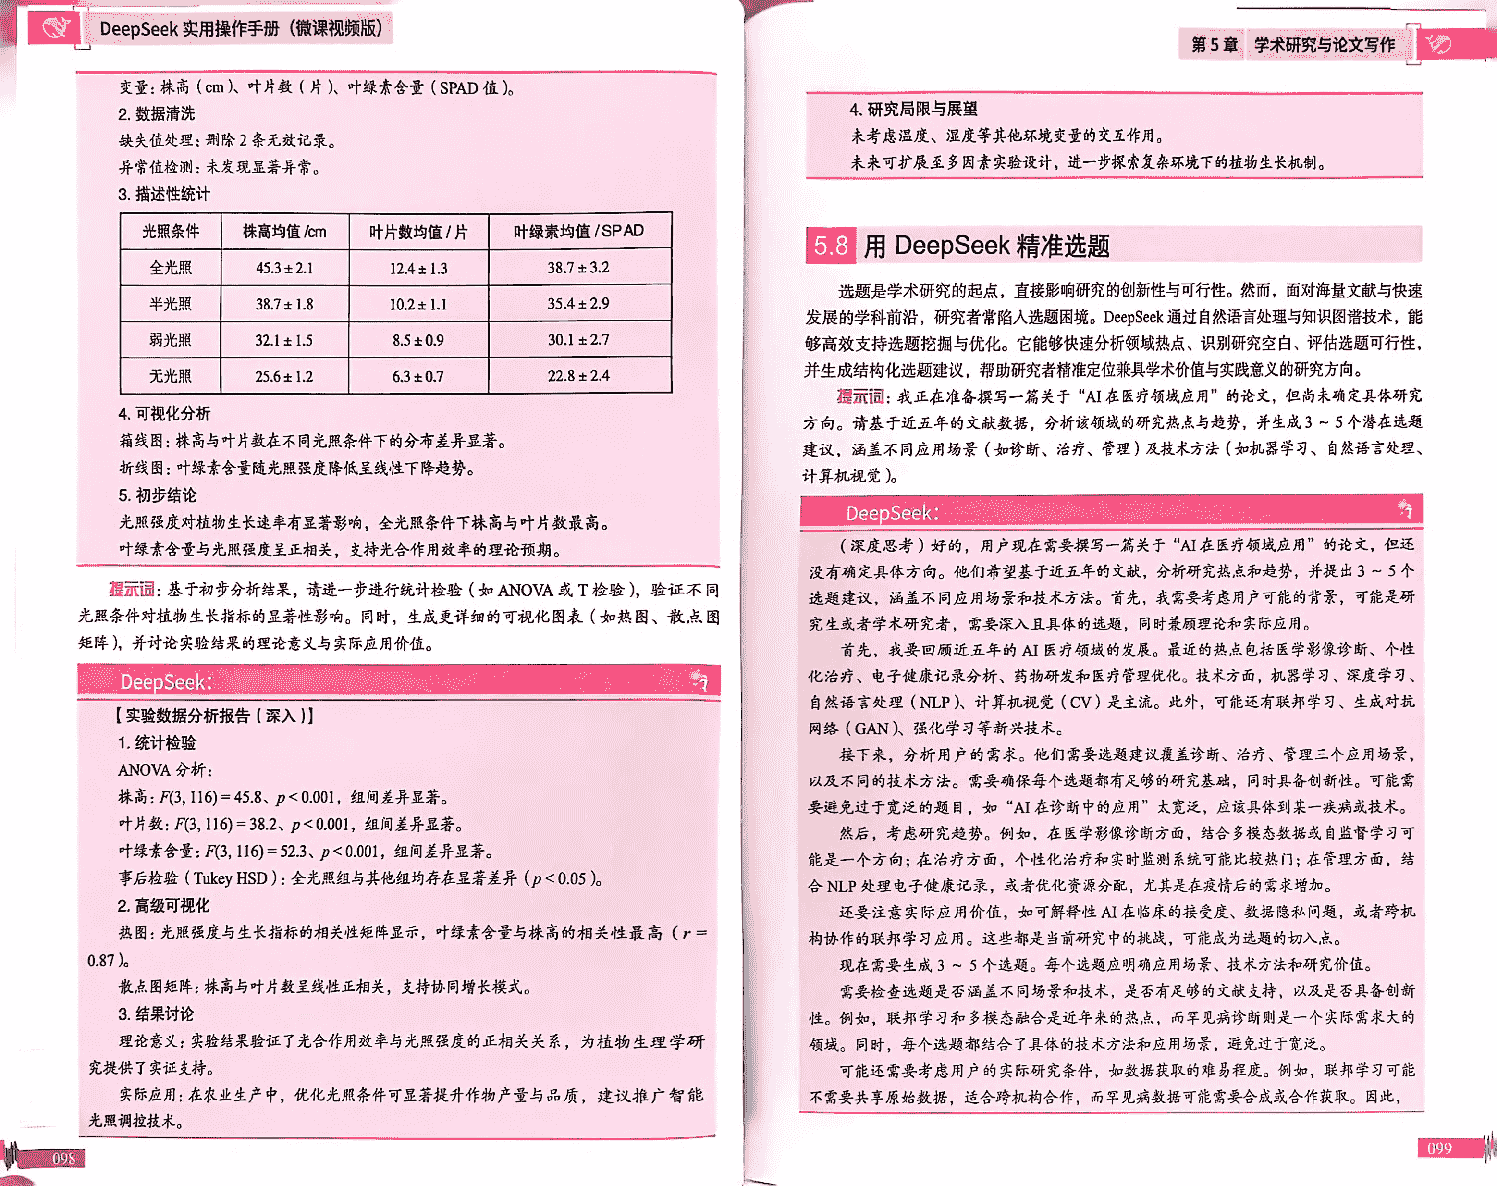 DeepSeek 实用操作手册（微课视频版）
变量：株高（cm）、叶片数（片）、叶绿素含量（SPAD 值）。
2. 数据清洗
缺失值处理：删除 2 条无效记录。
异常值检测：未发现显著异常。
3. 描述性统计
光照条件 株高均值 /cm 叶片数均值 / 片 叶绿素均值 /SPAD
全光照 45.3±2.1 12.4±1.3 38.7±3.2
半光照 38.7±1.8 10.2±1.1 35.4±2.9
弱光照 32.1±1.5 8.5±0.9 30.1±2.7
无光照 25.6±1.2 6.3±0.7 22.8±2.4
4. 可视化分析
箱线图：株高与叶片数在不同光照条件下的分布差异显著。
折线图：叶绿素含量随光照强度降低呈线性下降趋势。
5. 初步结论
光照强度对植物生长速率有显著影响，全光照条件下株高与叶片数最高。
叶绿素含量与光照强度呈正相关，支持光合作用效率的理论预期。
提示词：基于初步分析结果，请进一步进行统计检验（如 ANOVA 或 T 检验），验证不同
光照条件对植物生长指标的显著性影响。同时，生成更详细的可视化图表（如热图、散点图
矩阵），并讨论实验结果的理论意义与实际应用价值。
DeepSeek:
【实验数据分析报告（深入）】
1. 统计检验
ANOVA 分析：
株高：F(3, 116) = 45.8、p < 0.001，组间差异显著。
叶片数：F(3, 116) = 38.2、p < 0.001，组间差异显著。
叶绿素含量：F(3, 116) = 52.3、p < 0.001，组间差异显著。
事后检验（Tukey HSD）：全光照组与其他组均存在显著差异（p < 0.05）。
2. 高级可视化
热图：光照强度与生长指标的相关性矩阵显示，叶绿素含量与株高的相关性最高（r =
0.87）。
散点图矩阵：株高与叶片数呈线性正相关，支持协同增长模式。
3. 结果讨论
理论意义：实验结果验证了光合作用效率与光照强度的正相关关系，为植物生理学研
究提供了实证支持。
实际应用：在农业生产中，优化光照条件可显著提升作物产量与品质，建议推广智能
光照调控技术。
098
第 5 章 学术研究与论文写作
4. 研究局限与展望
未考虑温度、湿度等其他环境变量的交互作用。
未来可扩展至多因素实验设计，进一步探索复杂环境下的植物生长机制。
5.8 用 DeepSeek 精准选题
选题是学术研究的起点，直接影响研究的创新性与可行性。然而，面对海量文献与快速
发展的学科前沿，研究者常陷入选题困境。DeepSeek 通过自然语言处理与知识图谱技术，能
够高效支持选题挖掘与优化。它能够快速分析领域热点、识别研究空白、评估选题可行性，
并生成结构化选题建议，帮助研究者精准定位兼具学术价值与实践意义的研究方向。
提示词：我正在准备撰写一篇关于“AI 在医疗领域应用”的论文，但尚未确定具体研究
方向。请基于近五年的文献数据，分析该领域的研究热点与趋势，并生成 3 ~ 5 个潜在选题
建议，涵盖不同应用场景（如诊断、治疗、管理）及技术方法（如机器学习、自然语言处理、
计算机视觉）。
DeepSeek:
（深度思考）好的，用户现在需要撰写一篇关于“AI 在医疗领域应用”的论文，但还
没有确定具体方向。他们希望基于近五年的文献，分析研究热点和趋势，并提出 3 ~ 5 个
选题建议，涵盖不同应用场景和技术方法。首先，我需要考虑用户可能的背景，可能是研
究生或者学术研究者，需要深入且具体的选题，同时兼顾理论和实际应用。
首先，我要回顾近五年的 AI 医疗领域的发展。最近的热点包括医学影像诊断、个性
化治疗、电子健康记录分析、药物研发和医疗管理优化。技术方面，机器学习、深度学习、
自然语言处理（NLP）、计算机视觉（CV）是主流。此外，可能还有联邦学习、生成对抗
网络（GAN）、强化学习等新兴技术。
接下来，分析用户的需求。他们需要选题建议覆盖诊断、治疗、管理三个应用场景，
以及不同的技术方法。需要确保每个选题都有足够的研究基础，同时具备创新性。可能需
要避免过于宽泛的题目，如“AI 在诊断中的应用”太宽泛，应该具体到某一疾病或技术。
然后，考虑研究趋势。例如，在医学影像诊断方面，结合多模态数据或自监督学习可
能是一个方向；在治疗方面，个性化治疗和实时监测系统可能比较热门；在管理方面，结
合 NLP 处理电子健康记录，或者优化资源分配，尤其是在疫情后的需求增加。
还要注意实际应用价值，如可解释性 AI 在临床的接受度、数据隐私问题，或者跨机
构协作的联邦学习应用。这些都是当前研究中的挑战，可能成为选题的切入点。
现在需要生成 3 ~ 5 个选题。每个选题应明确应用场景、技术方法和研究价值。
需要检查选题是否涵盖不同场景和技术，是否有足够的文献支持，以及是否具备创新
性。例如，联邦学习和多模态融合是近年来的热点，而罕见病诊断则是一个实际需求大的
领域。同时，每个选题都结合了具体的技术方法和应用场景，避免过于宽泛。
可能还需要考虑用户的实际研究条件，如数据获取的难易程度。例如，联邦学习可能
不需要共享原始数据，适合跨机构合作，而罕见病数据可能需要合成或合作获取。因此，
099